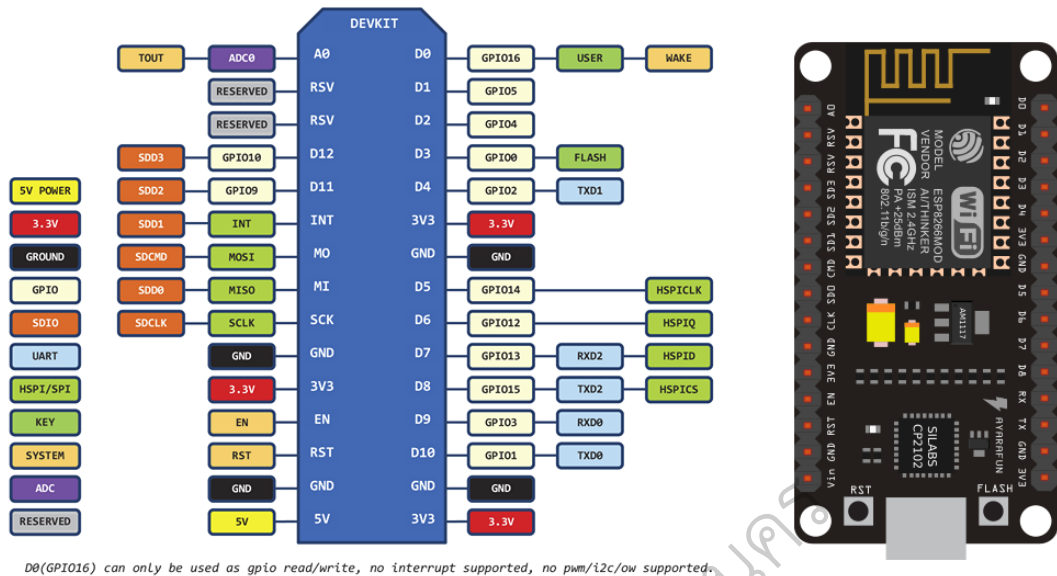 DEVKIT
TOUT ADC0 A0 D0 GPIO16 USER WAKE
RESERVED RSV D1 GPIO5
RESERVED RSV D2 GPIO4
SDD3 GPIO10 D12 D3 GPIO0 FLASH
5V POWER SDD2 GPIO9 D11 D4 GPIO2 TXD1
3.3V SDD1 INT INT 3V3 3.3V
GROUND SDCMD MOSI MO GND GND
GPIO SDD0 MISO MI D5 GPIO14 HSPICLK
SDIO SDCLK SCLK SCK D6 GPIO12 HSPIQ
UART GND GND D7 GPIO13 RXD2 HSPID
HSPI/SPI 3.3V 3V3 D8 GPIO15 TXD2 HSPICS
KEY EN EN D9 GPIO3 RXD0
SYSTEM RST RST D10 GPIO1 TXD0
ADC GND GND GND GND
RESERVED 5V 5V 3V3 3.3V
D0(GPIO16) can only be used as gpio read/write, no interrupt supported, no pwm/i2c/ow supported.
A0
RSV
RSV
SD3
SD2
SD1
CMD
SD0
CLK
GND
3V3
EN
RST
GND
Vin
D0
D1
D2
D3
D4
3V3
GND
D5
D6
D7
D8
RX
TX
GND
3VE
MODEL ESP8266MOD
VENDOR AI/THINKER
ISM 2.4GHz
PA +25dBm
802.11b/g/n
FC
Wi Fi
AM1117
SILABS
CP2102
AYARAFUN
RST
FLASH